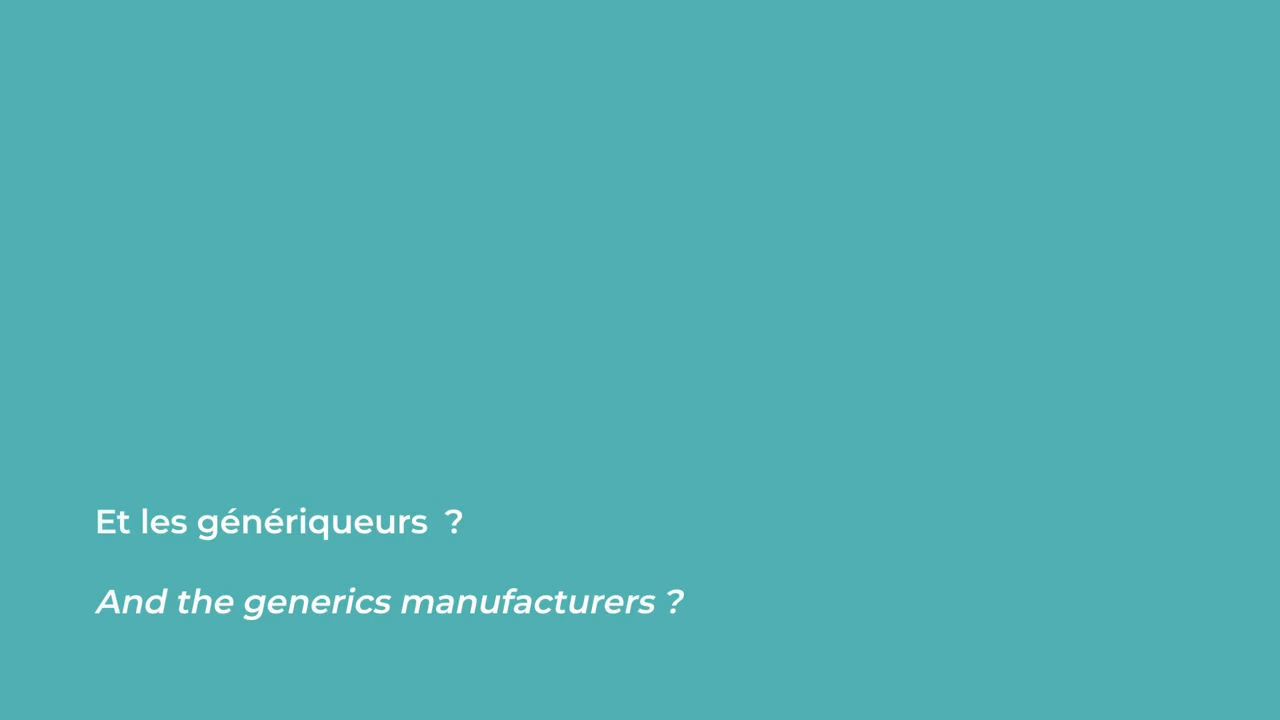 Et les génériqueurs  ?
And the generics manufacturers ?